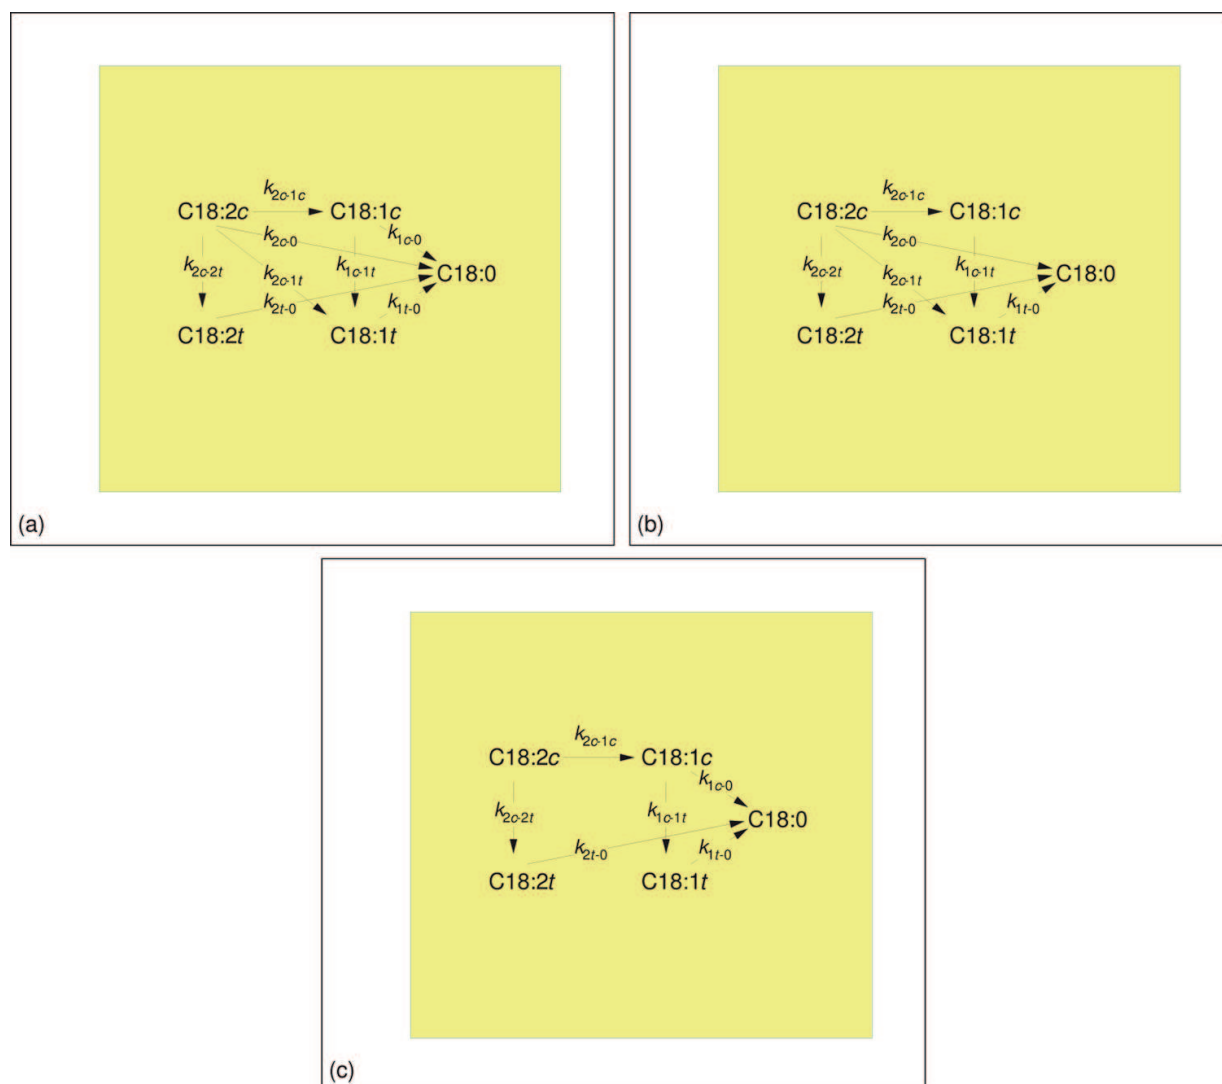 k2c-1c
C18:2c C18:1c
k2c-0 k1c-0
k2c-2t k2c-1t k1c-1t C18:0
k2t-0 k1t-0
C18:2t C18:1t
(a)
k2c-1c
C18:2c C18:1c
k2c-0
k2c-2t k2c-1t k1c-1t C18:0
k2t-0 k1t-0
C18:2t C18:1t
(b)
k2c-1c
C18:2c C18:1c
k1c-0
k2c-2t k1c-1t C18:0
k2t-0 k1t-0
C18:2t C18:1t
(c)